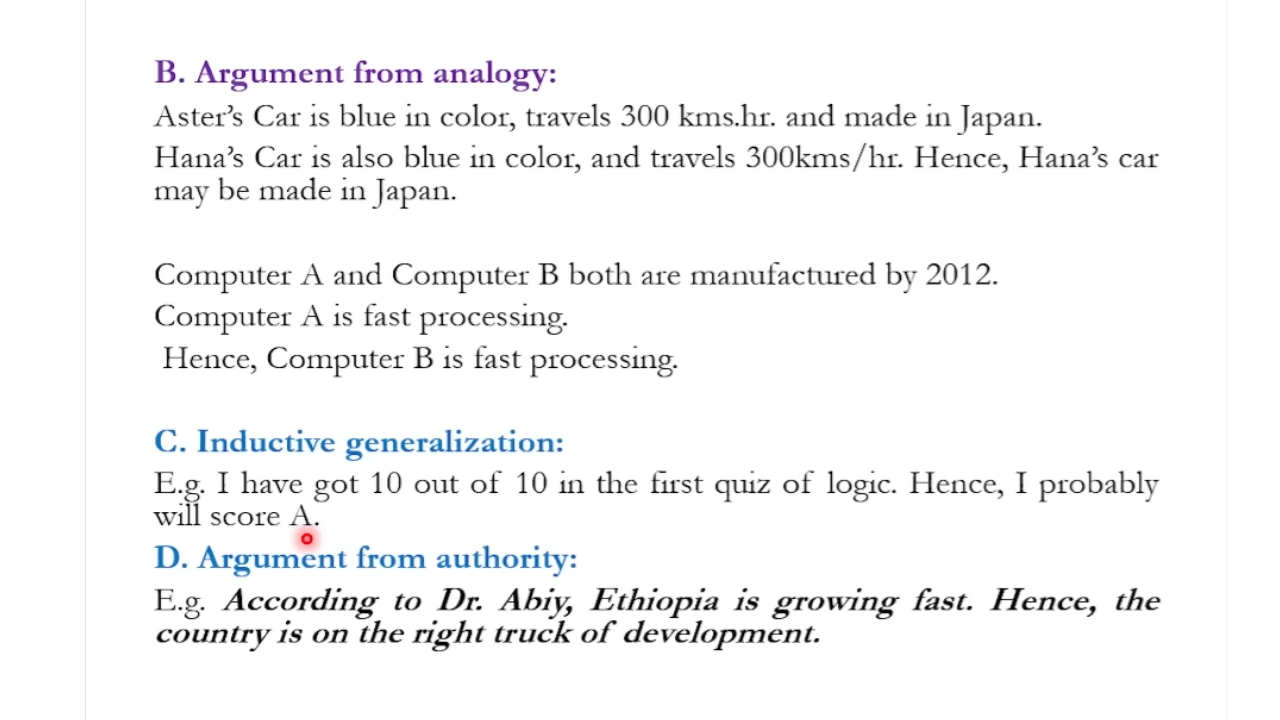 B. Argument from analogy:
Aster’s Car is blue in color, travels 300 kms.hr. and made in Japan.
Hana’s Car is also blue in color, and travels 300kms/hr. Hence, Hana’s car
may be made in Japan.
Computer A and Computer B both are manufactured by 2012.
Computer A is fast processing.
Hence, Computer B is fast processing.
C. Inductive generalization:
E.g. I have got 10 out of 10 in the first quiz of logic. Hence, I probably
will score A.
D. Argument from authority:
E.g. According to Dr. Abiy, Ethiopia is growing fast. Hence, the
country is on the right truck of development.